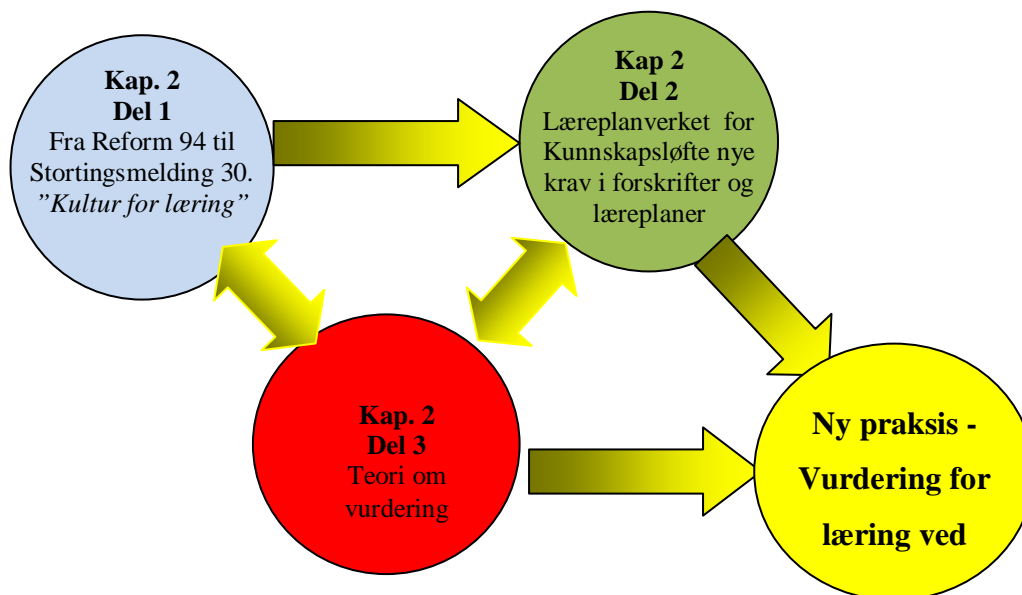 Kap. 2
Del 1
Fra Reform 94 til
Stortingsmelding 30.
”Kultur for læring”
Kap 2
Del 2
Læreplanverket for
Kunnskapsløfte nye
krav i forskrifter og
læreplaner
Kap. 2
Del 3
Teori om
vurdering
Ny praksis -
Vurdering for
læring ved